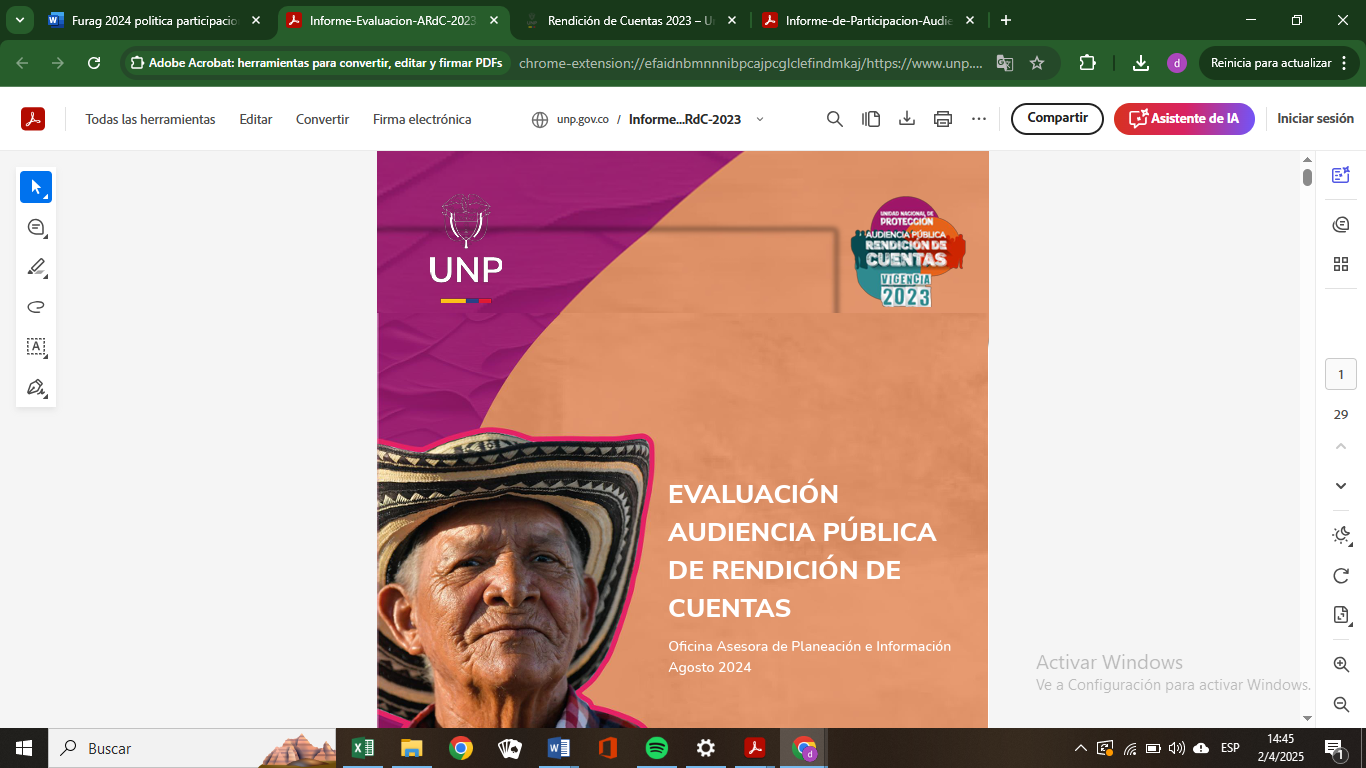 Furag 2024 politica participacio
Informe-Evaluacion-ARdC-2023
Rendición de Cuentas 2023 – U
Informe-de-Participacion-Audie
Adobe Acrobat: herramientas para convertir, editar y firmar PDFs
chrome-extension://efaidnbmnnnibpcajpcglclefindmkaj/https://www.unp....
d
Reinicia para actualizar
Todas las herramientas
Editar
Convertir
Firma electrónica
unp.gov.co / Informe...RdC-2023
Compartir
Asistente de IA
Iniciar sesión
UNP
UNIDAD NACIONAL DE
PROTECCIÓN
AUDIENCIA PÚBLICA
RENDICIÓN DE
CUENTAS
VIGENCIA
2023
1
29
EVALUACIÓN
AUDIENCIA PÚBLICA
DE RENDICIÓN DE
CUENTAS
Oficina Asesora de Planeación e Información
Agosto 2024
Activar Windows
Ve a Configuración para activar Windows.
Buscar
ESP
14:45
2/4/2025
1